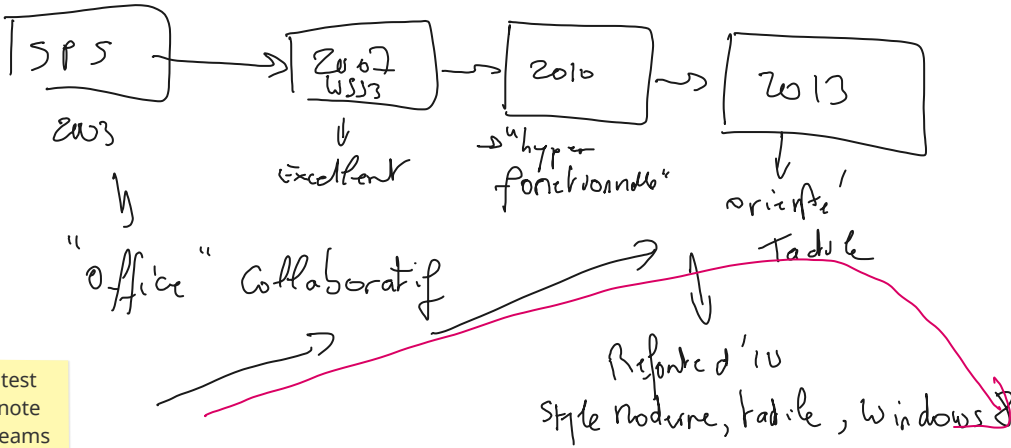 SPS
2003
"Office" Collaboratif
2007
WSS3
Excellent
2010
"hyper
fonctionnelle"
2013
orienté
Tactile
Refonte d'IU
Style moderne, tactile, Windows 8
test
note
eams